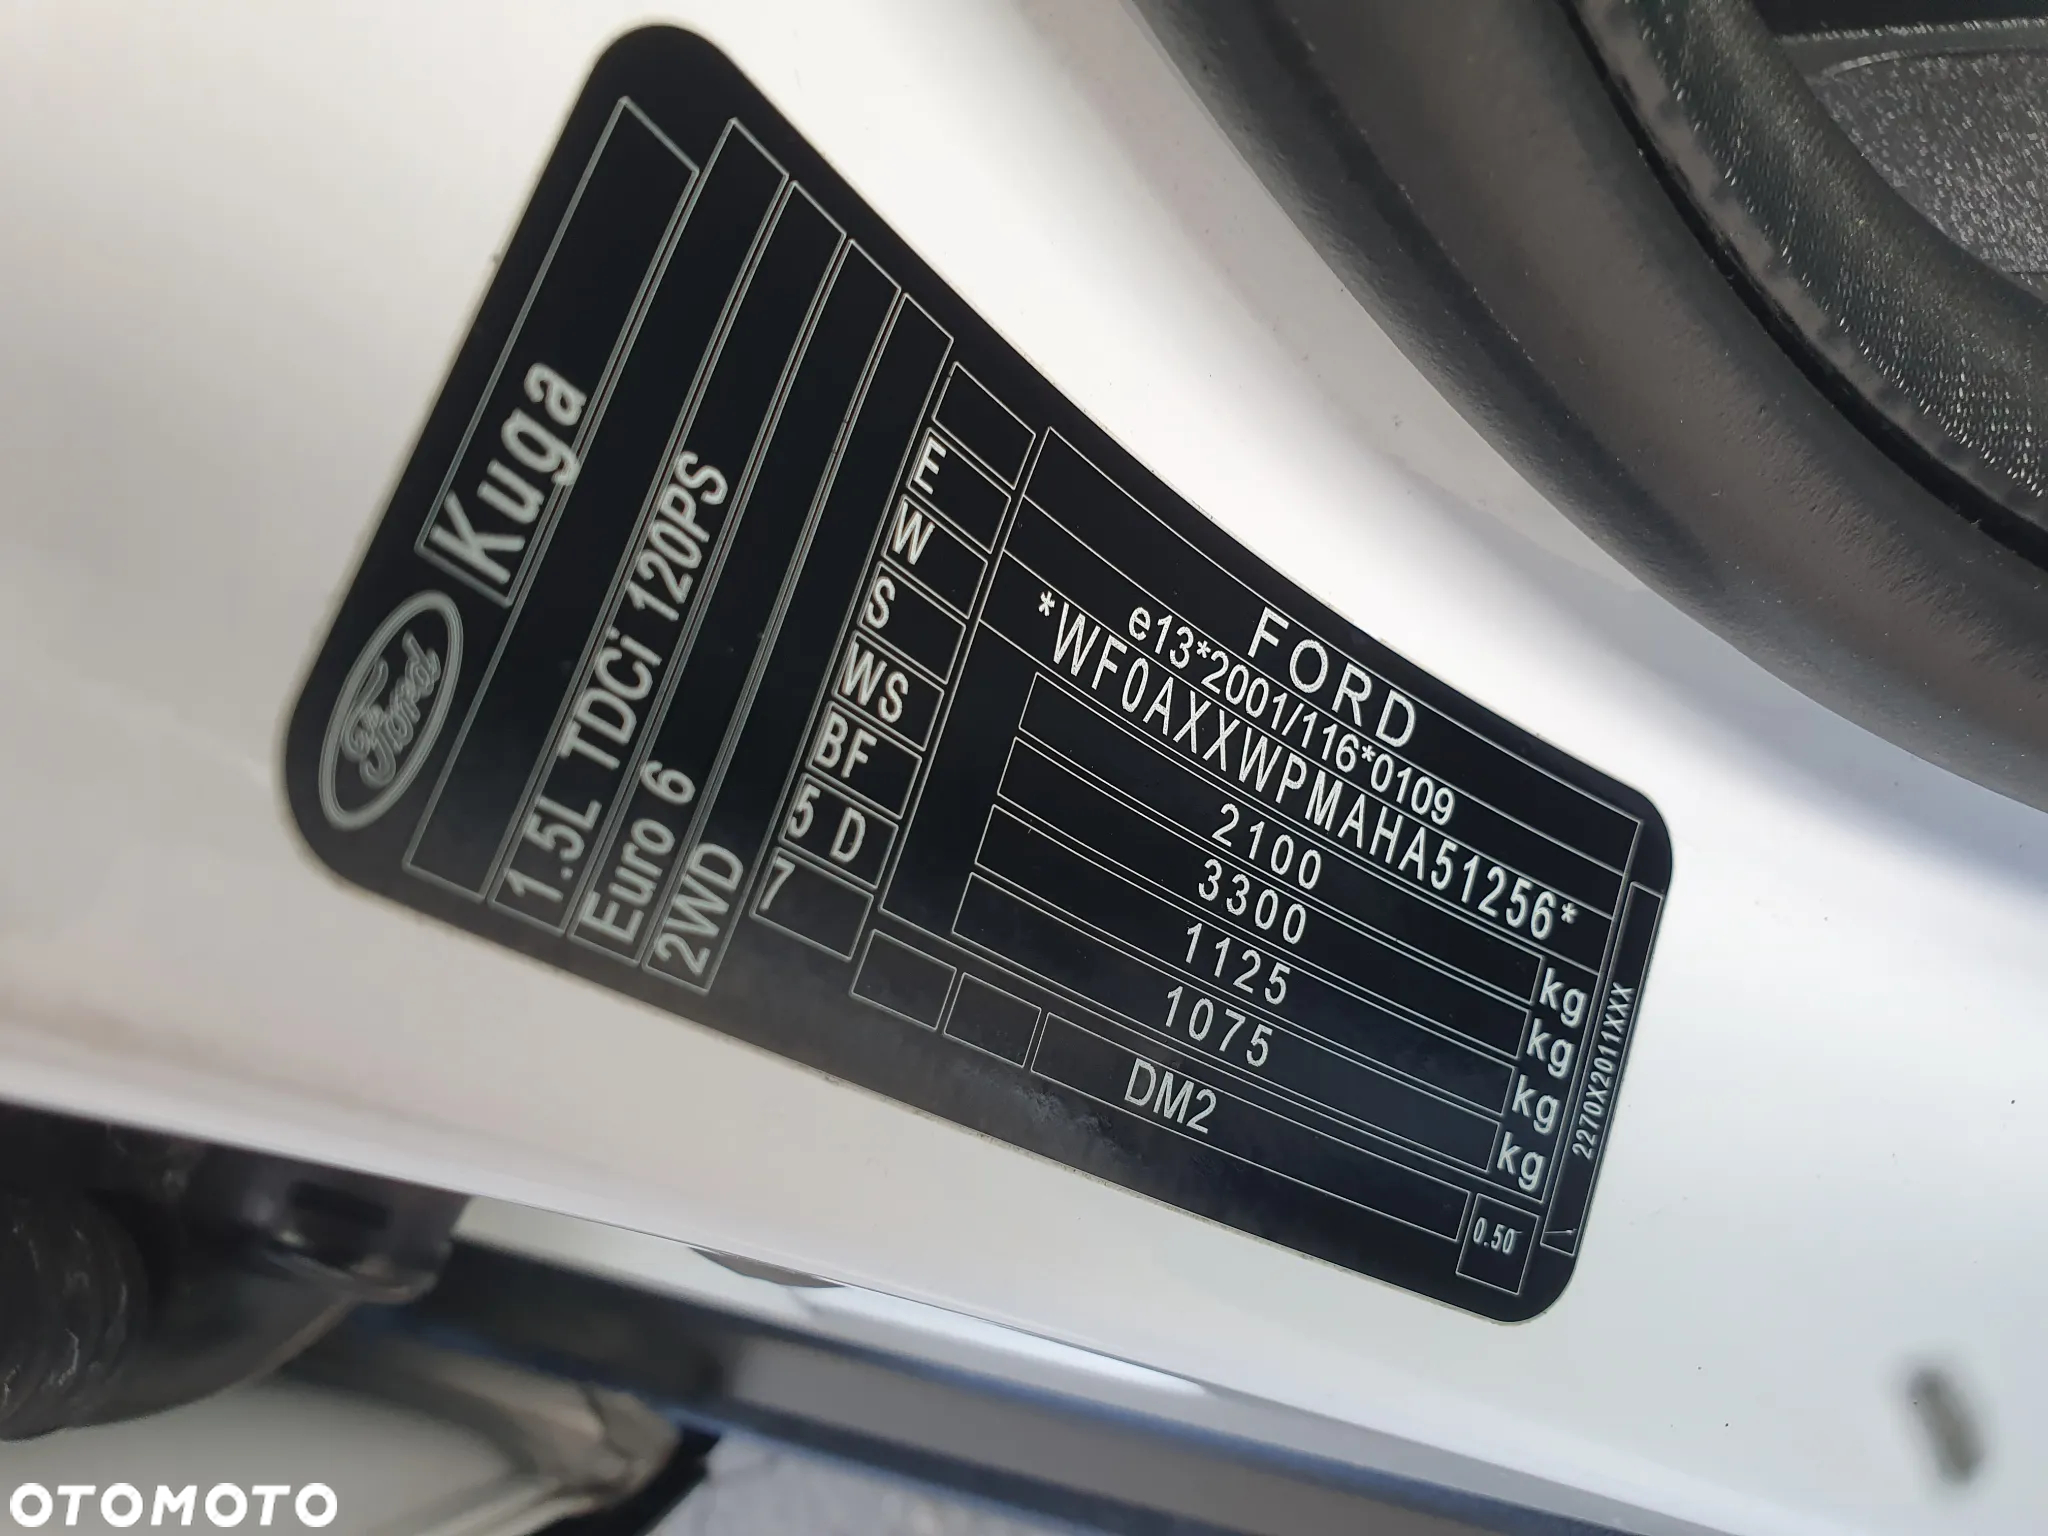 Ford
Kuga
1.5L TDCi 120PS
Euro 6
2WD
E
W
S
WS
BF
5 D
7
FORD
e13*2001/116*0109
*WF0AXXWPMAHA51256*
2100 kg
3300 kg
1125 kg
1075 kg
DM2
0.50
2270X2011XXX
OTOMOTO